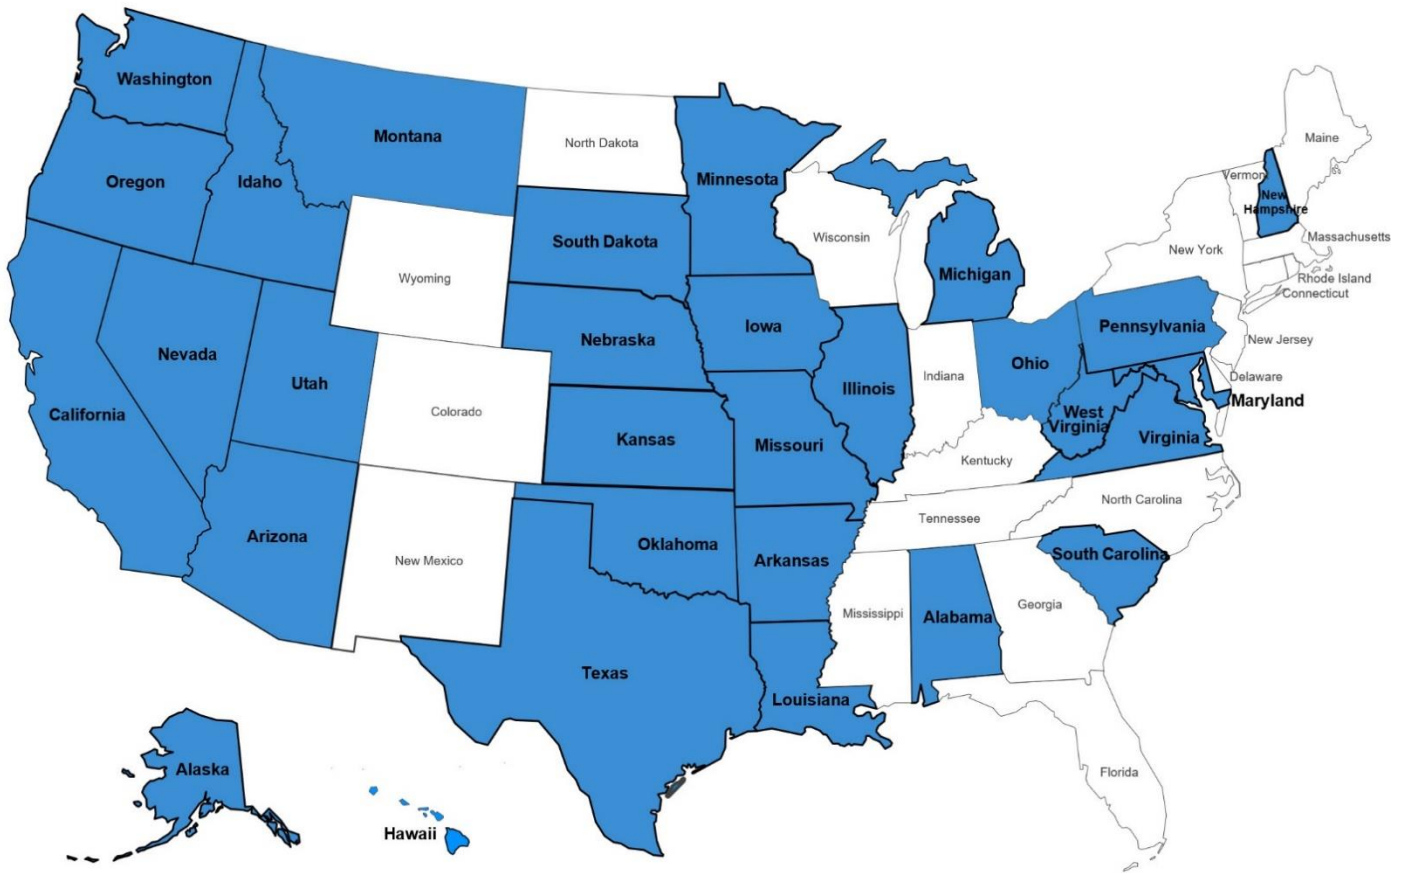 Washington
Montana
North Dakota
Minnesota
Maine
Oregon
Idaho
Vermont
New
Hampshire
South Dakota
Wisconsin
Massachusetts
New York
Wyoming
Michigan
Rhode Island
Connecticut
Nebraska
Iowa
Pennsylvania
New Jersey
Nevada
Utah
Illinois
Indiana
Ohio
Delaware
Maryland
California
Colorado
Kansas
Missouri
West
Virginia
Virginia
Kentucky
North Carolina
Tennessee
Arizona
New Mexico
Oklahoma
Arkansas
South Carolina
Mississippi
Alabama
Georgia
Texas
Louisiana
Alaska
Florida
Hawaii